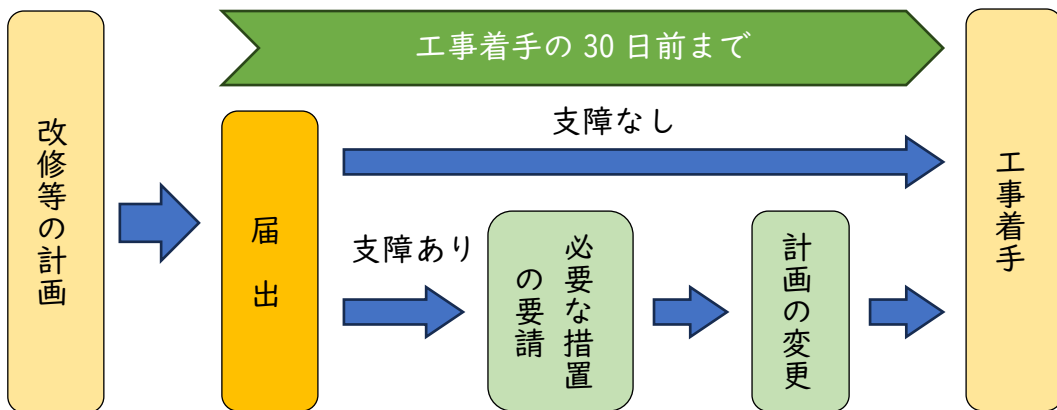 工事着手の30日前まで
改修等の計画
届出
支障なし
支障あり
必要な措置
の要請
計画の変更
工事着手